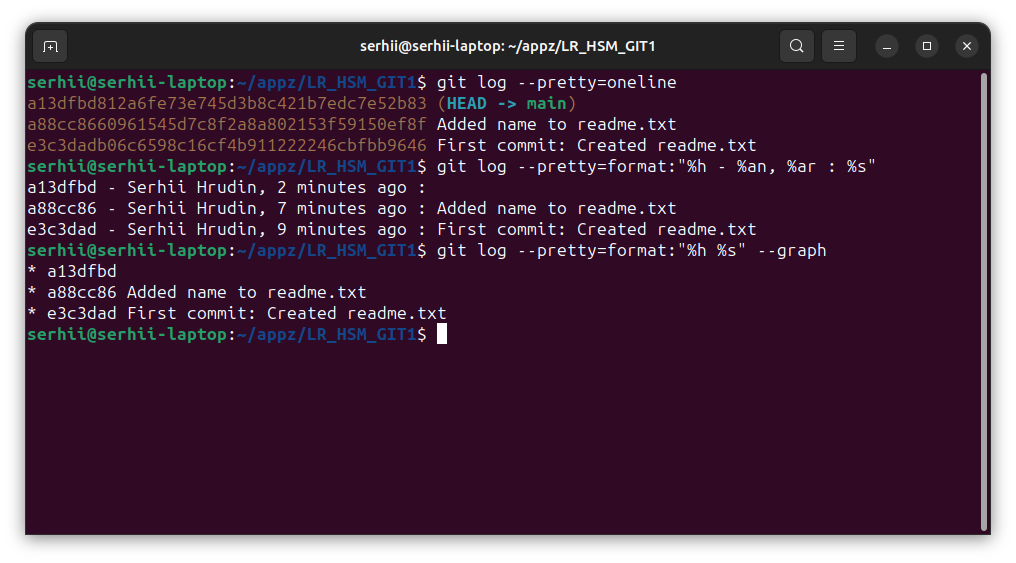 serhii@serhii-laptop: ~/appz/LR_HSM_GIT1
serhii@serhii-laptop:~/appz/LR_HSM_GIT1$ git log --pretty=oneline
a13dfbd812a6fe73e745d3b8c421b7edc7e52b83 (HEAD -> main)
a88cc8660961545d7c8f2a8a802153f59150ef8f Added name to readme.txt
e3c3dadb06c6598c16cf4b911222246cbfbb9646 First commit: Created readme.txt
serhii@serhii-laptop:~/appz/LR_HSM_GIT1$ git log --pretty=format:"%h - %an, %ar : %s"
a13dfbd - Serhii Hrudin, 2 minutes ago :
a88cc86 - Serhii Hrudin, 7 minutes ago : Added name to readme.txt
e3c3dad - Serhii Hrudin, 9 minutes ago : First commit: Created readme.txt
serhii@serhii-laptop:~/appz/LR_HSM_GIT1$ git log --pretty=format:"%h %s" --graph
* a13dfbd
* a88cc86 Added name to readme.txt
* e3c3dad First commit: Created readme.txt
serhii@serhii-laptop:~/appz/LR_HSM_GIT1$